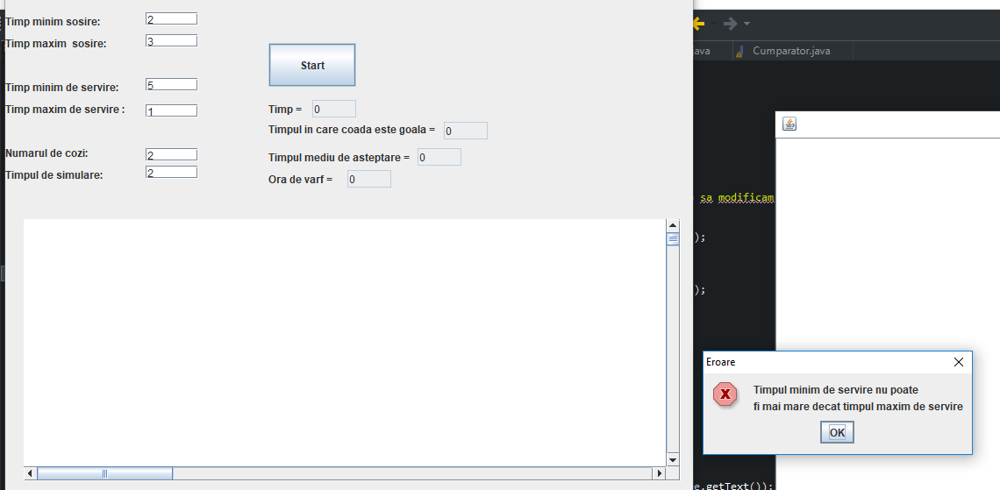 Timp minim sosire:
2
Timp maxim  sosire:
3
ava
Cumparator.java
Start
Timp minim de servire:
5
Timp maxim de servire :
1
Timp =
0
Timpul in care coada este goala =
0
Numarul de cozi:
2
Timpul mediu de asteptare =
0
Timpul de simulare:
2
Ora de varf =
0
sa modificam
);
);
Eroare
Timpul minim de servire nu poate
fi mai mare decat timpul maxim de servire
OK
e.getText());